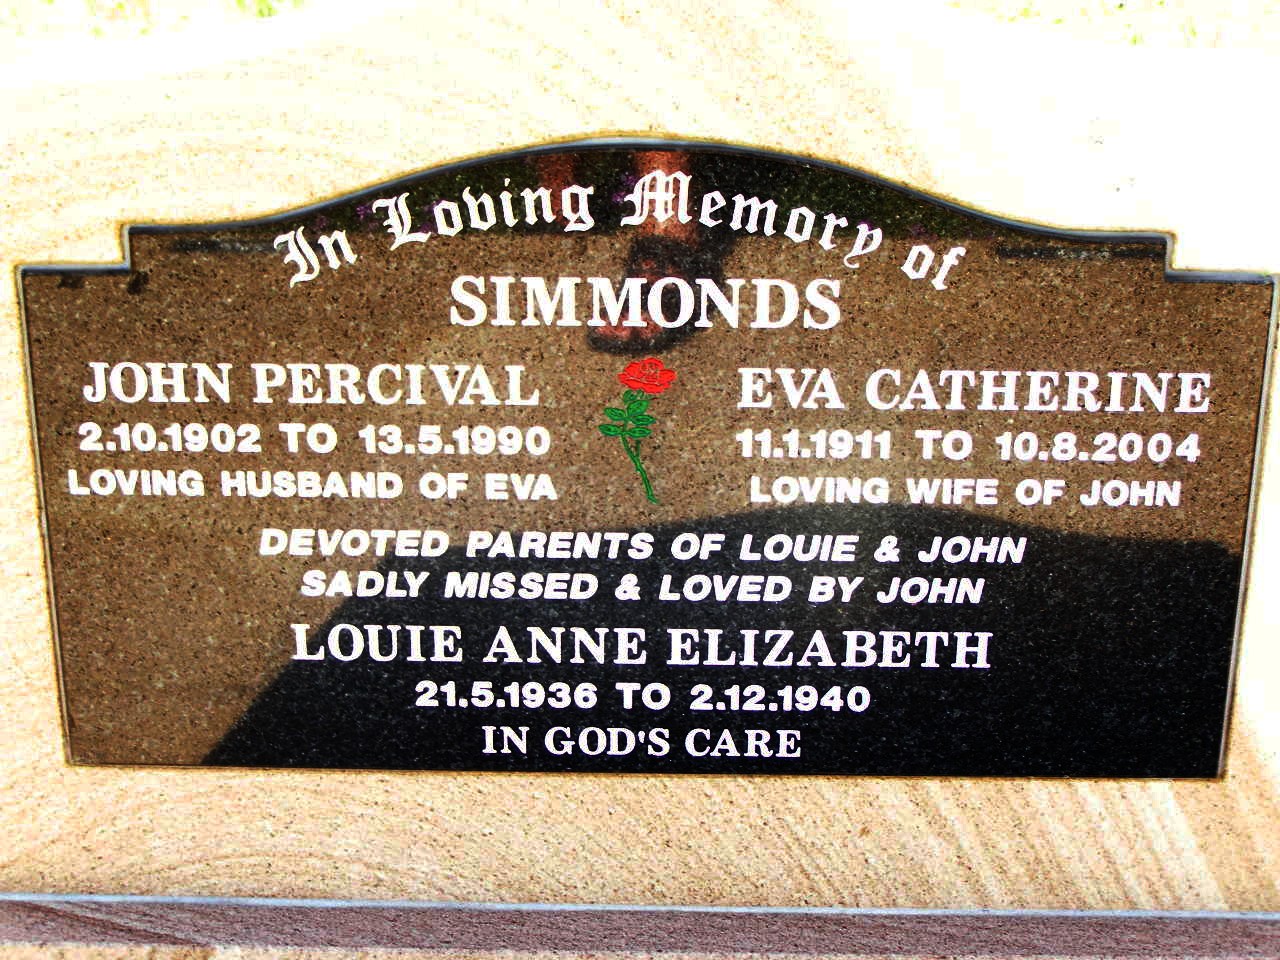 In Loving Memory of
SIMMONDS
JOHN PERCIVAL
2.10.1902 TO 13.5.1990
LOVING HUSBAND OF EVA
EVA CATHERINE
11.1.1911 TO 10.8.2004
LOVING WIFE OF JOHN
DEVOTED PARENTS OF LOUIE & JOHN
SADLY MISSED & LOVED BY JOHN
LOUIE ANNE ELIZABETH
21.5.1936 TO 2.12.1940
IN GOD'S CARE